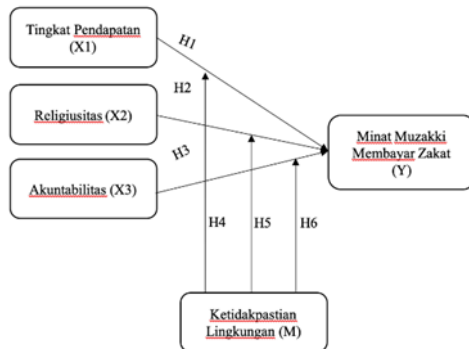 Tingkat Pendapatan
(X1)
H1
H2
Religiusitas (X2)
H3
Akuntabilitas (X3)
Minat Muzakki
Membayar Zakat
(Y)
H4
H5
H6
Ketidakpastian
Lingkungan (M)